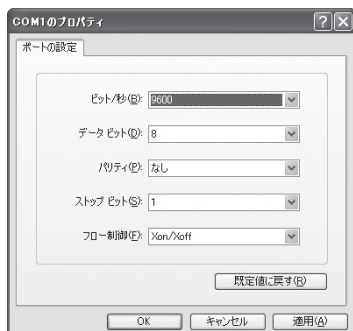 COM1のプロパティ
ポートの設定
ビット/秒(B): 9600
データ ビット(D): 8
パリティ(P): なし
ストップ ビット(S): 1
フロー制御(F): Xon/Xoff
既定値に戻す(R)
OK キャンセル 適用(A)